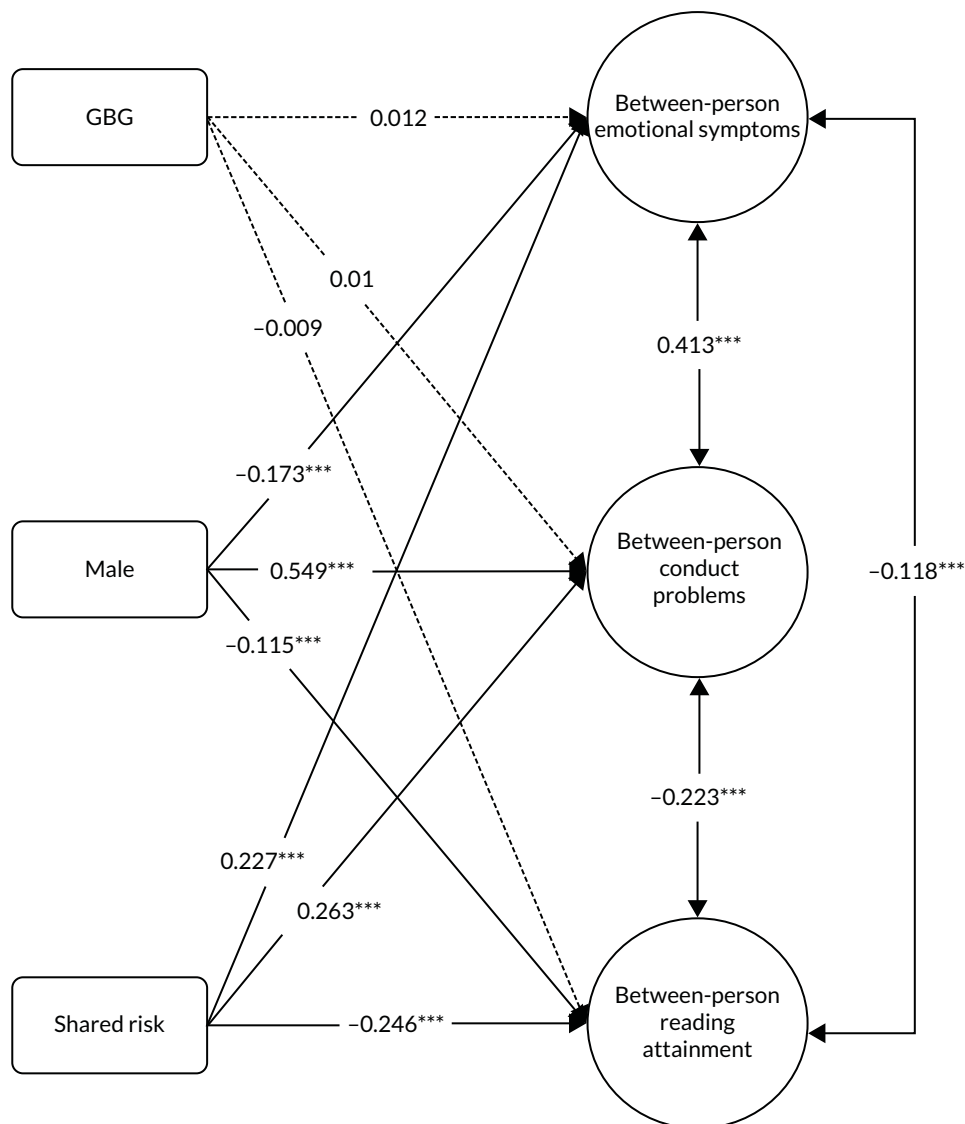 GBG
0.012
Between-person
emotional symptoms
0.01
–0.009
0.413***
–0.173***
Male
0.549***
Between-person
conduct
problems
–0.118***
–0.115***
–0.223***
0.227***
0.263***
Shared risk
–0.246***
Between-person
reading
attainment